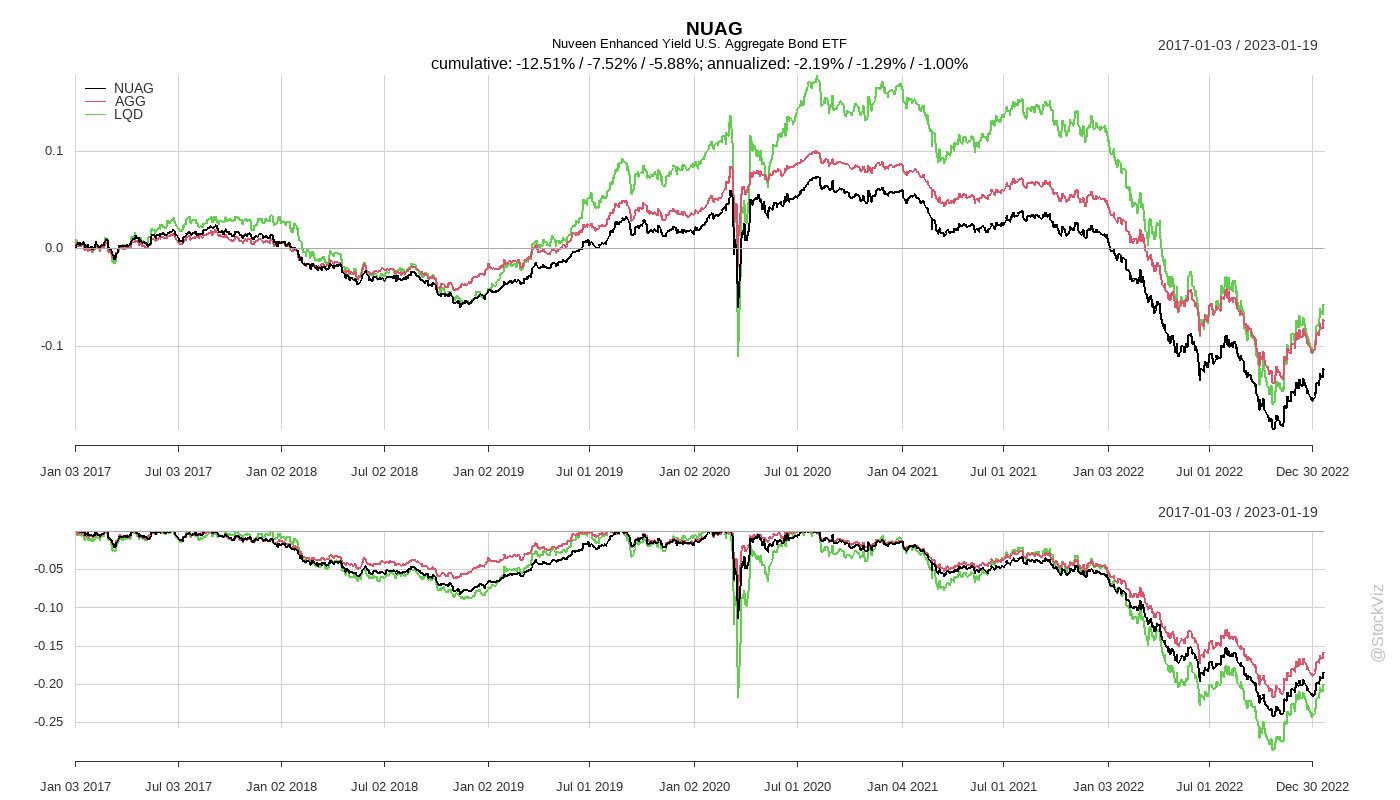 NUAG
Nuveen Enhanced Yield U.S. Aggregate Bond ETF
2017-01-03 / 2023-01-19
cumulative: -12.51% / -7.52% / -5.88%; annualized: -2.19% / -1.29% / -1.00%
NUAG
AGG
LQD
0.1
0.0
-0.1
Jan 03 2017 Jul 03 2017 Jan 02 2018 Jul 02 2018 Jan 02 2019 Jul 01 2019 Jan 02 2020 Jul 01 2020 Jan 04 2021 Jul 01 2021 Jan 03 2022 Jul 01 2022 Dec 30 2022
2017-01-03 / 2023-01-19
-0.05
-0.10
-0.15
-0.20
-0.25
Jan 03 2017 Jul 03 2017 Jan 02 2018 Jul 02 2018 Jan 02 2019 Jul 01 2019 Jan 02 2020 Jul 01 2020 Jan 04 2021 Jul 01 2021 Jan 03 2022 Jul 01 2022 Dec 30 2022
@StockViz